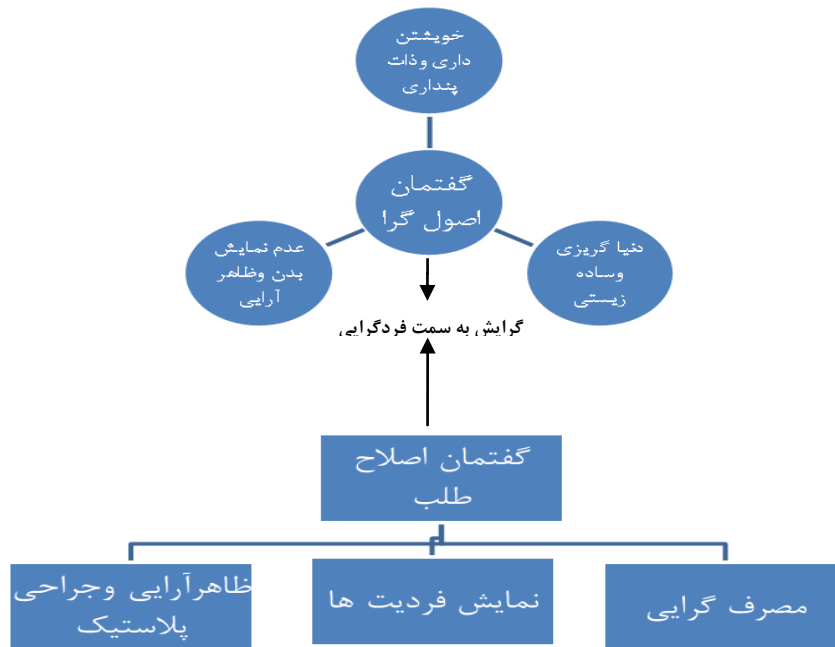 خویشتن
داری وذات
پنداری
گفتمان
اصول گرا
عدم نمایش
بدن وظاهر
آرایی
دنیا گریزی
وساده
زیستی
گرایش به سمت فردگرایی
گفتمان اصلاح
طلب
ظاهرآرایی وجراحی
پلاستیک
نمایش فردیت ها
مصرف گرایی